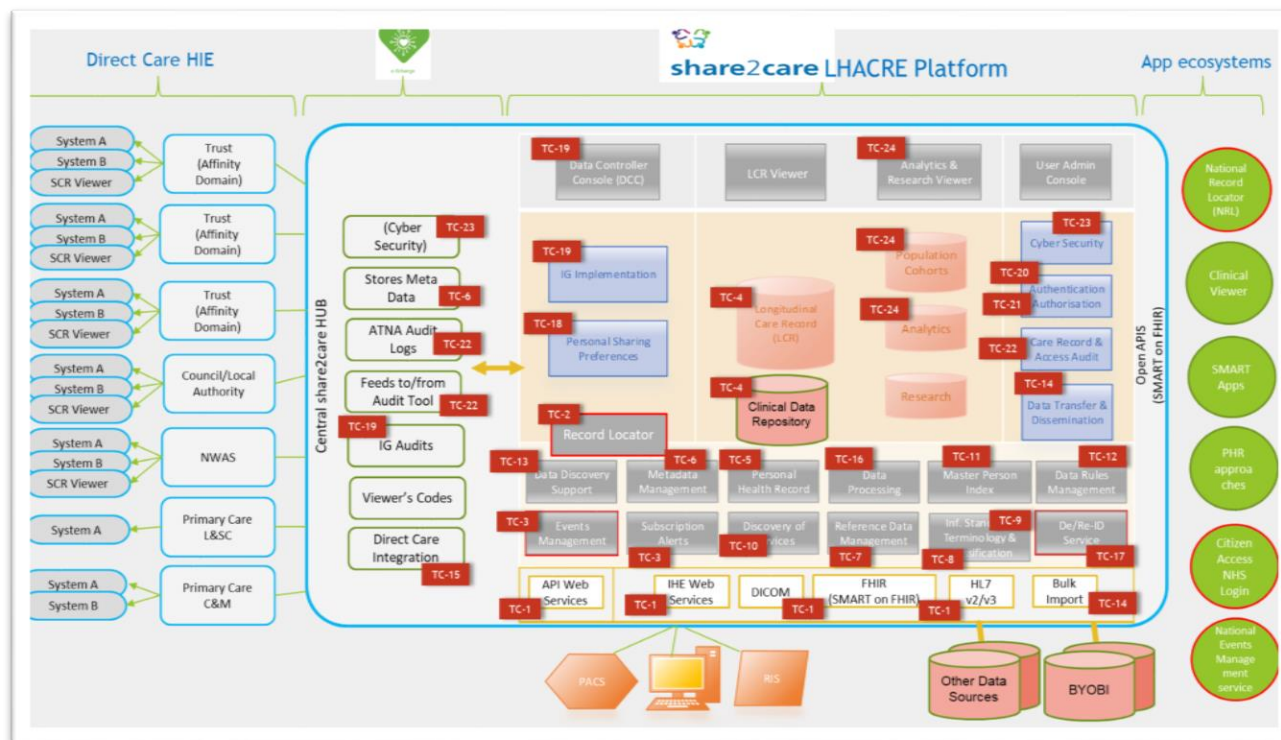 Direct Care HIE
share2care LHACRE Platform
App ecosystems
System A
System B
SCR Viewer
Trust
(Affinity
Domain)
System A
System B
SCR Viewer
Trust
(Affinity
Domain)
System A
System B
SCR Viewer
Trust
(Affinity
Domain)
System A
System B
SCR Viewer
Council/Local
Authority
System A
System B
SCR Viewer
NWAS
System A
Primary Care
L&SC
System A
System B
Primary Care
C&M
Central share2care HUB
(Cyber
Security)
TC-23
Stores Meta
Data
TC-6
ATNA Audit
Logs
TC-22
Feeds to/from
Audit Tool
TC-22
TC-19
IG Audits
Viewer's Codes
Direct Care
Integration
TC-15
TC-19
Data Controller
Console (DCC)
LCR Viewer
TC-24
Analytics &
Research Viewer
User Admin
Console
TC-19
IG Implementation
TC-18
Personal Sharing
Preferences
TC-4
Longitudinal
Care Record
(LCR)
TC-4
Clinical Data
Repository
TC-24
Population
Cohorts
TC-24
Analytics
Research
TC-23
Cyber Security
TC-20
Authentication
Authorisation
TC-21
TC-22
Care Record &
Access Audit
TC-14
Data Transfer &
Dissemination
TC-2
Record Locator
TC-13
Data Discovery
Support
TC-6
Metadata
Management
TC-5
Personal
Health Record
TC-16
Data
Processing
TC-11
Master Person
Index
TC-12
Data Rules
Management
TC-3
Events
Management
Subscription
Alerts
TC-3
Discovery of
TC-10
Reference Data
Management
TC-7
TC-9
Inf.
Terminology &
TC-8
De/Re-ID
Service
TC-17
API Web
Services
TC-1
IHE Web
Services
TC-1
DICOM
TC-1
FHIR
(SMART on FHIR)
HL7
v2/v3
TC-1
Bulk
Import
TC-14
Open APIS
(SMART on FHIR)
PACS
RIS
Other Data
Sources
BYOBI
National
Record
Locator
(NRL)
Clinical
Viewer
SMART
Apps
PHR
approa
ches
Citizen
Access
NHS
Login
National
Events
Manage
ment
service